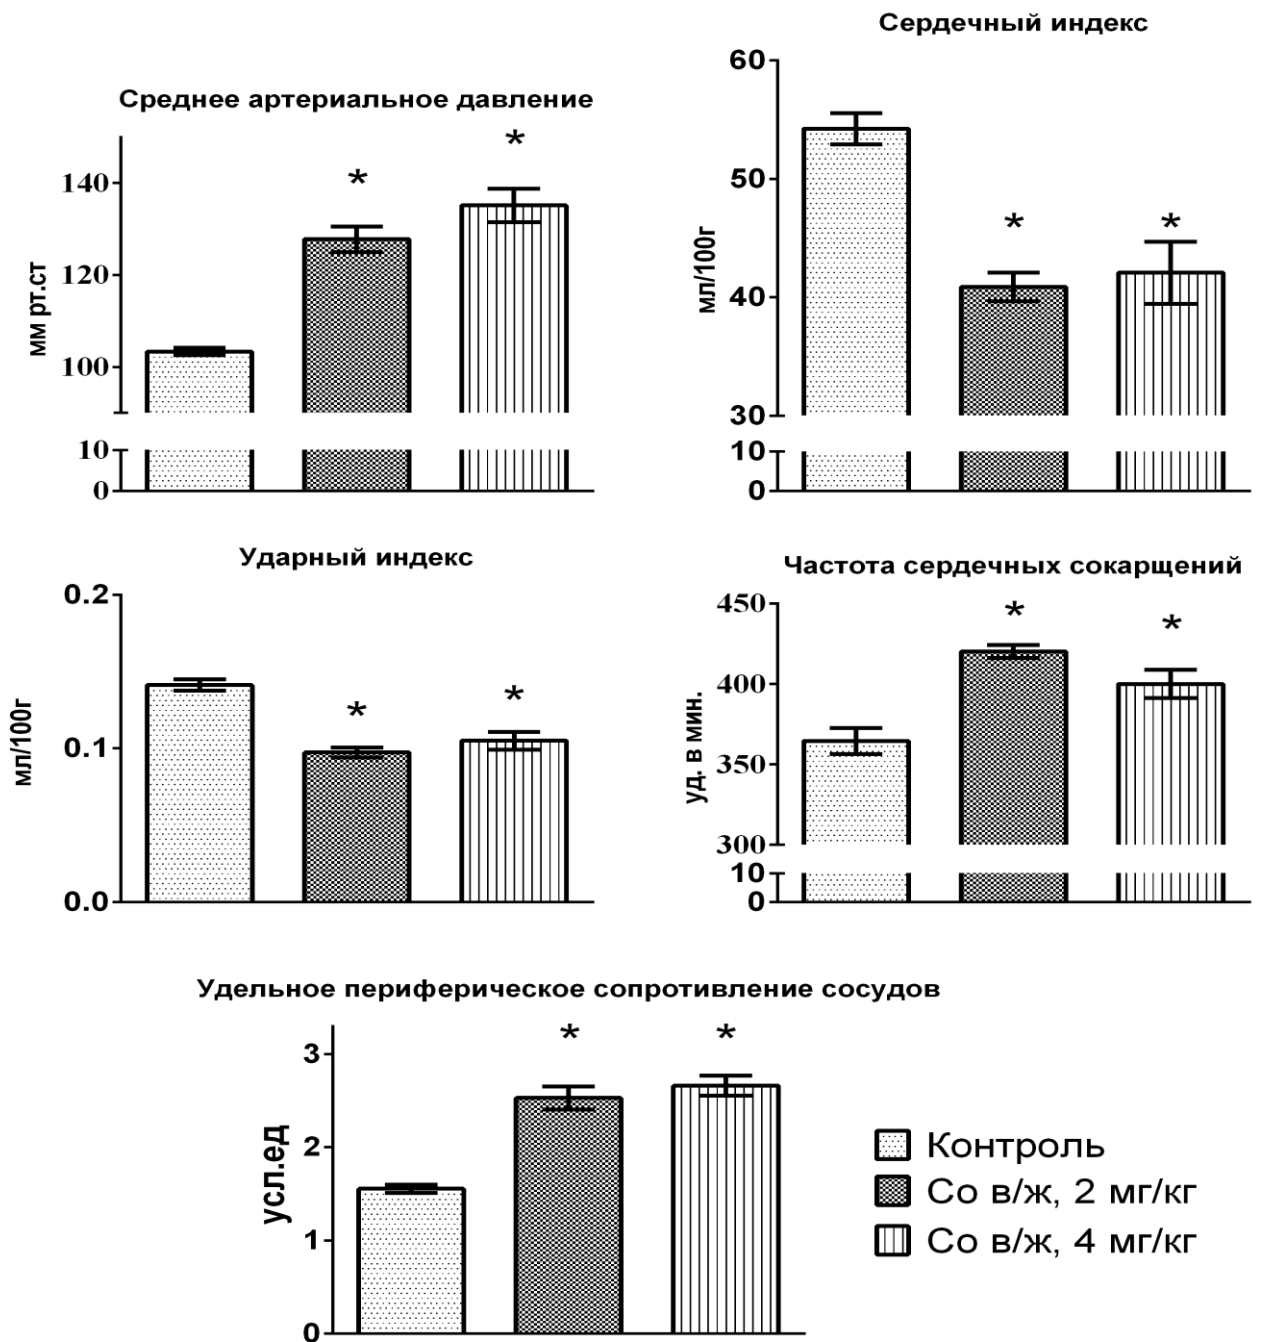 Среднее артериальное давление
мм рт.ст
140
120
100
10
0
*
*
Сердечный индекс
мл/100г
60
50
40
30
10
0
*
*
Ударный индекс
мл/100г
0.2
0.1
0.0
*
*
Частота сердечных сокарщений
уд. в мин.
450
400
350
300
10
0
*
*
Удельное периферическое сопротивление сосудов
усл.ед
3
2
1
0
*
*
Контроль
Со в/ж, 2 мг/кг
Со в/ж, 4 мг/кг